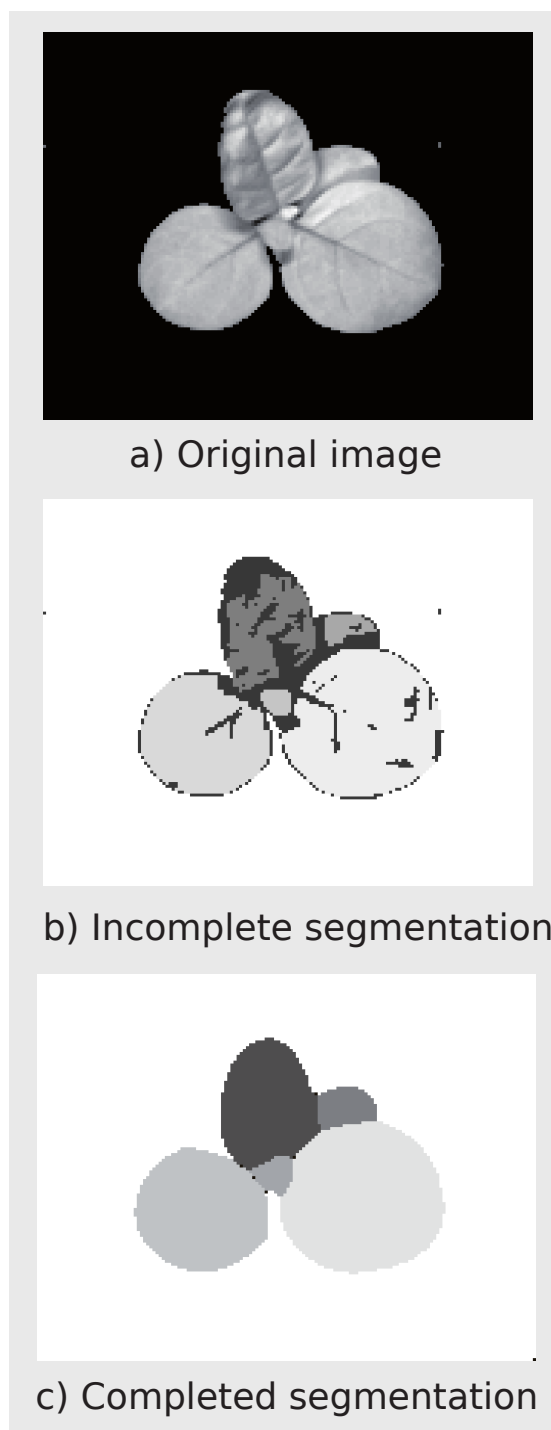 a) Original image
b) Incomplete segmentation
c) Completed segmentation